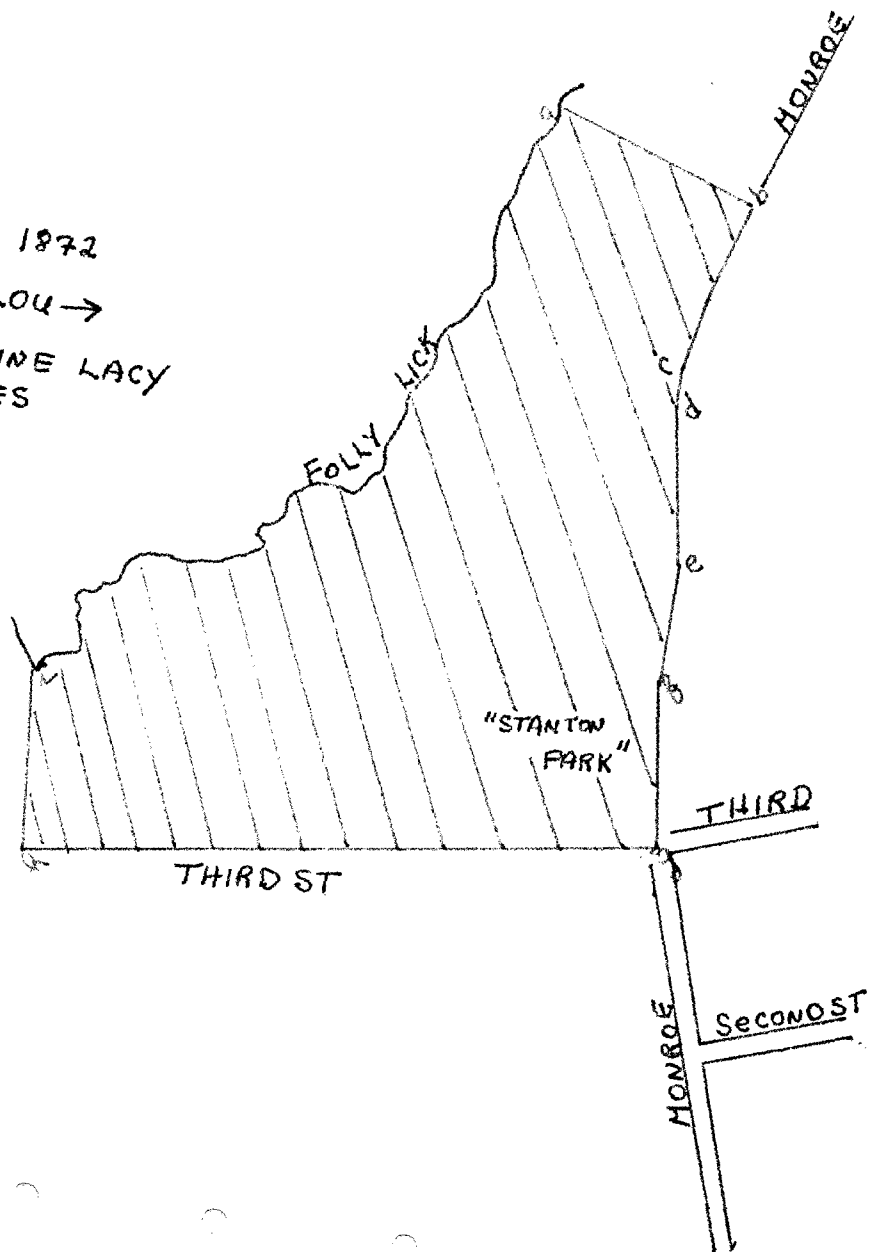 MONROE
a
b
1872
LOU →
INE LACY
ES
LICK
c
d
FOLLY
e
g
"STANTON
PARK"
THIRD
THIRD ST
SECOND ST
MONROE